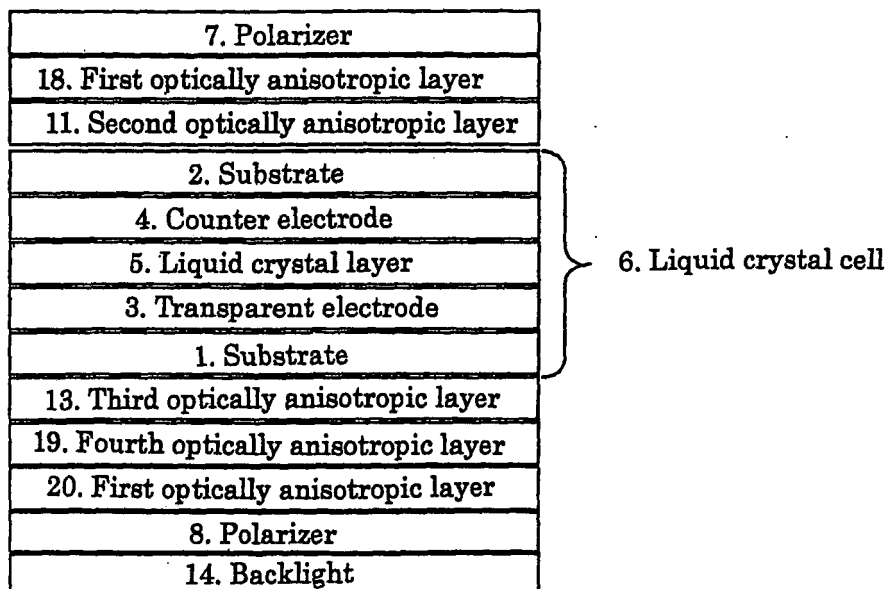 7. Polarizer
18. First optically anisotropic layer
11. Second optically anisotropic layer
2. Substrate
4. Counter electrode
5. Liquid crystal layer
6. Liquid crystal cell
3. Transparent electrode
1. Substrate
13. Third optically anisotropic layer
19. Fourth optically anisotropic layer
20. First optically anisotropic layer
8. Polarizer
14. Backlight